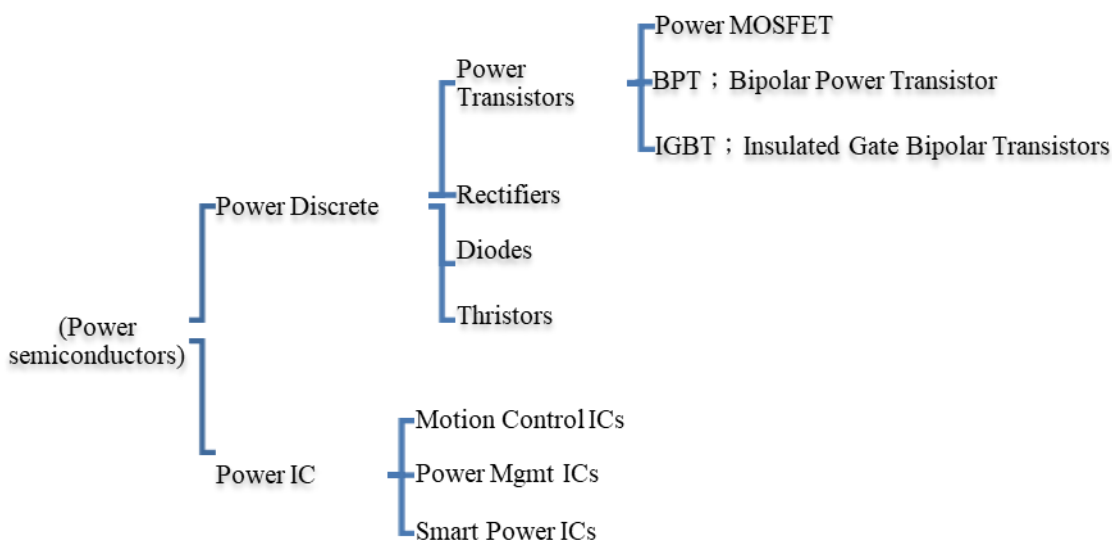 Power MOSFET
Power
Transistors
BPT；Bipolar Power Transistor
IGBT；Insulated Gate Bipolar Transistors
Power Discrete
Rectifiers
Diodes
Thristors
(Power
semiconductors)
Motion Control ICs
Power IC
Power Mgmt ICs
Smart Power ICs